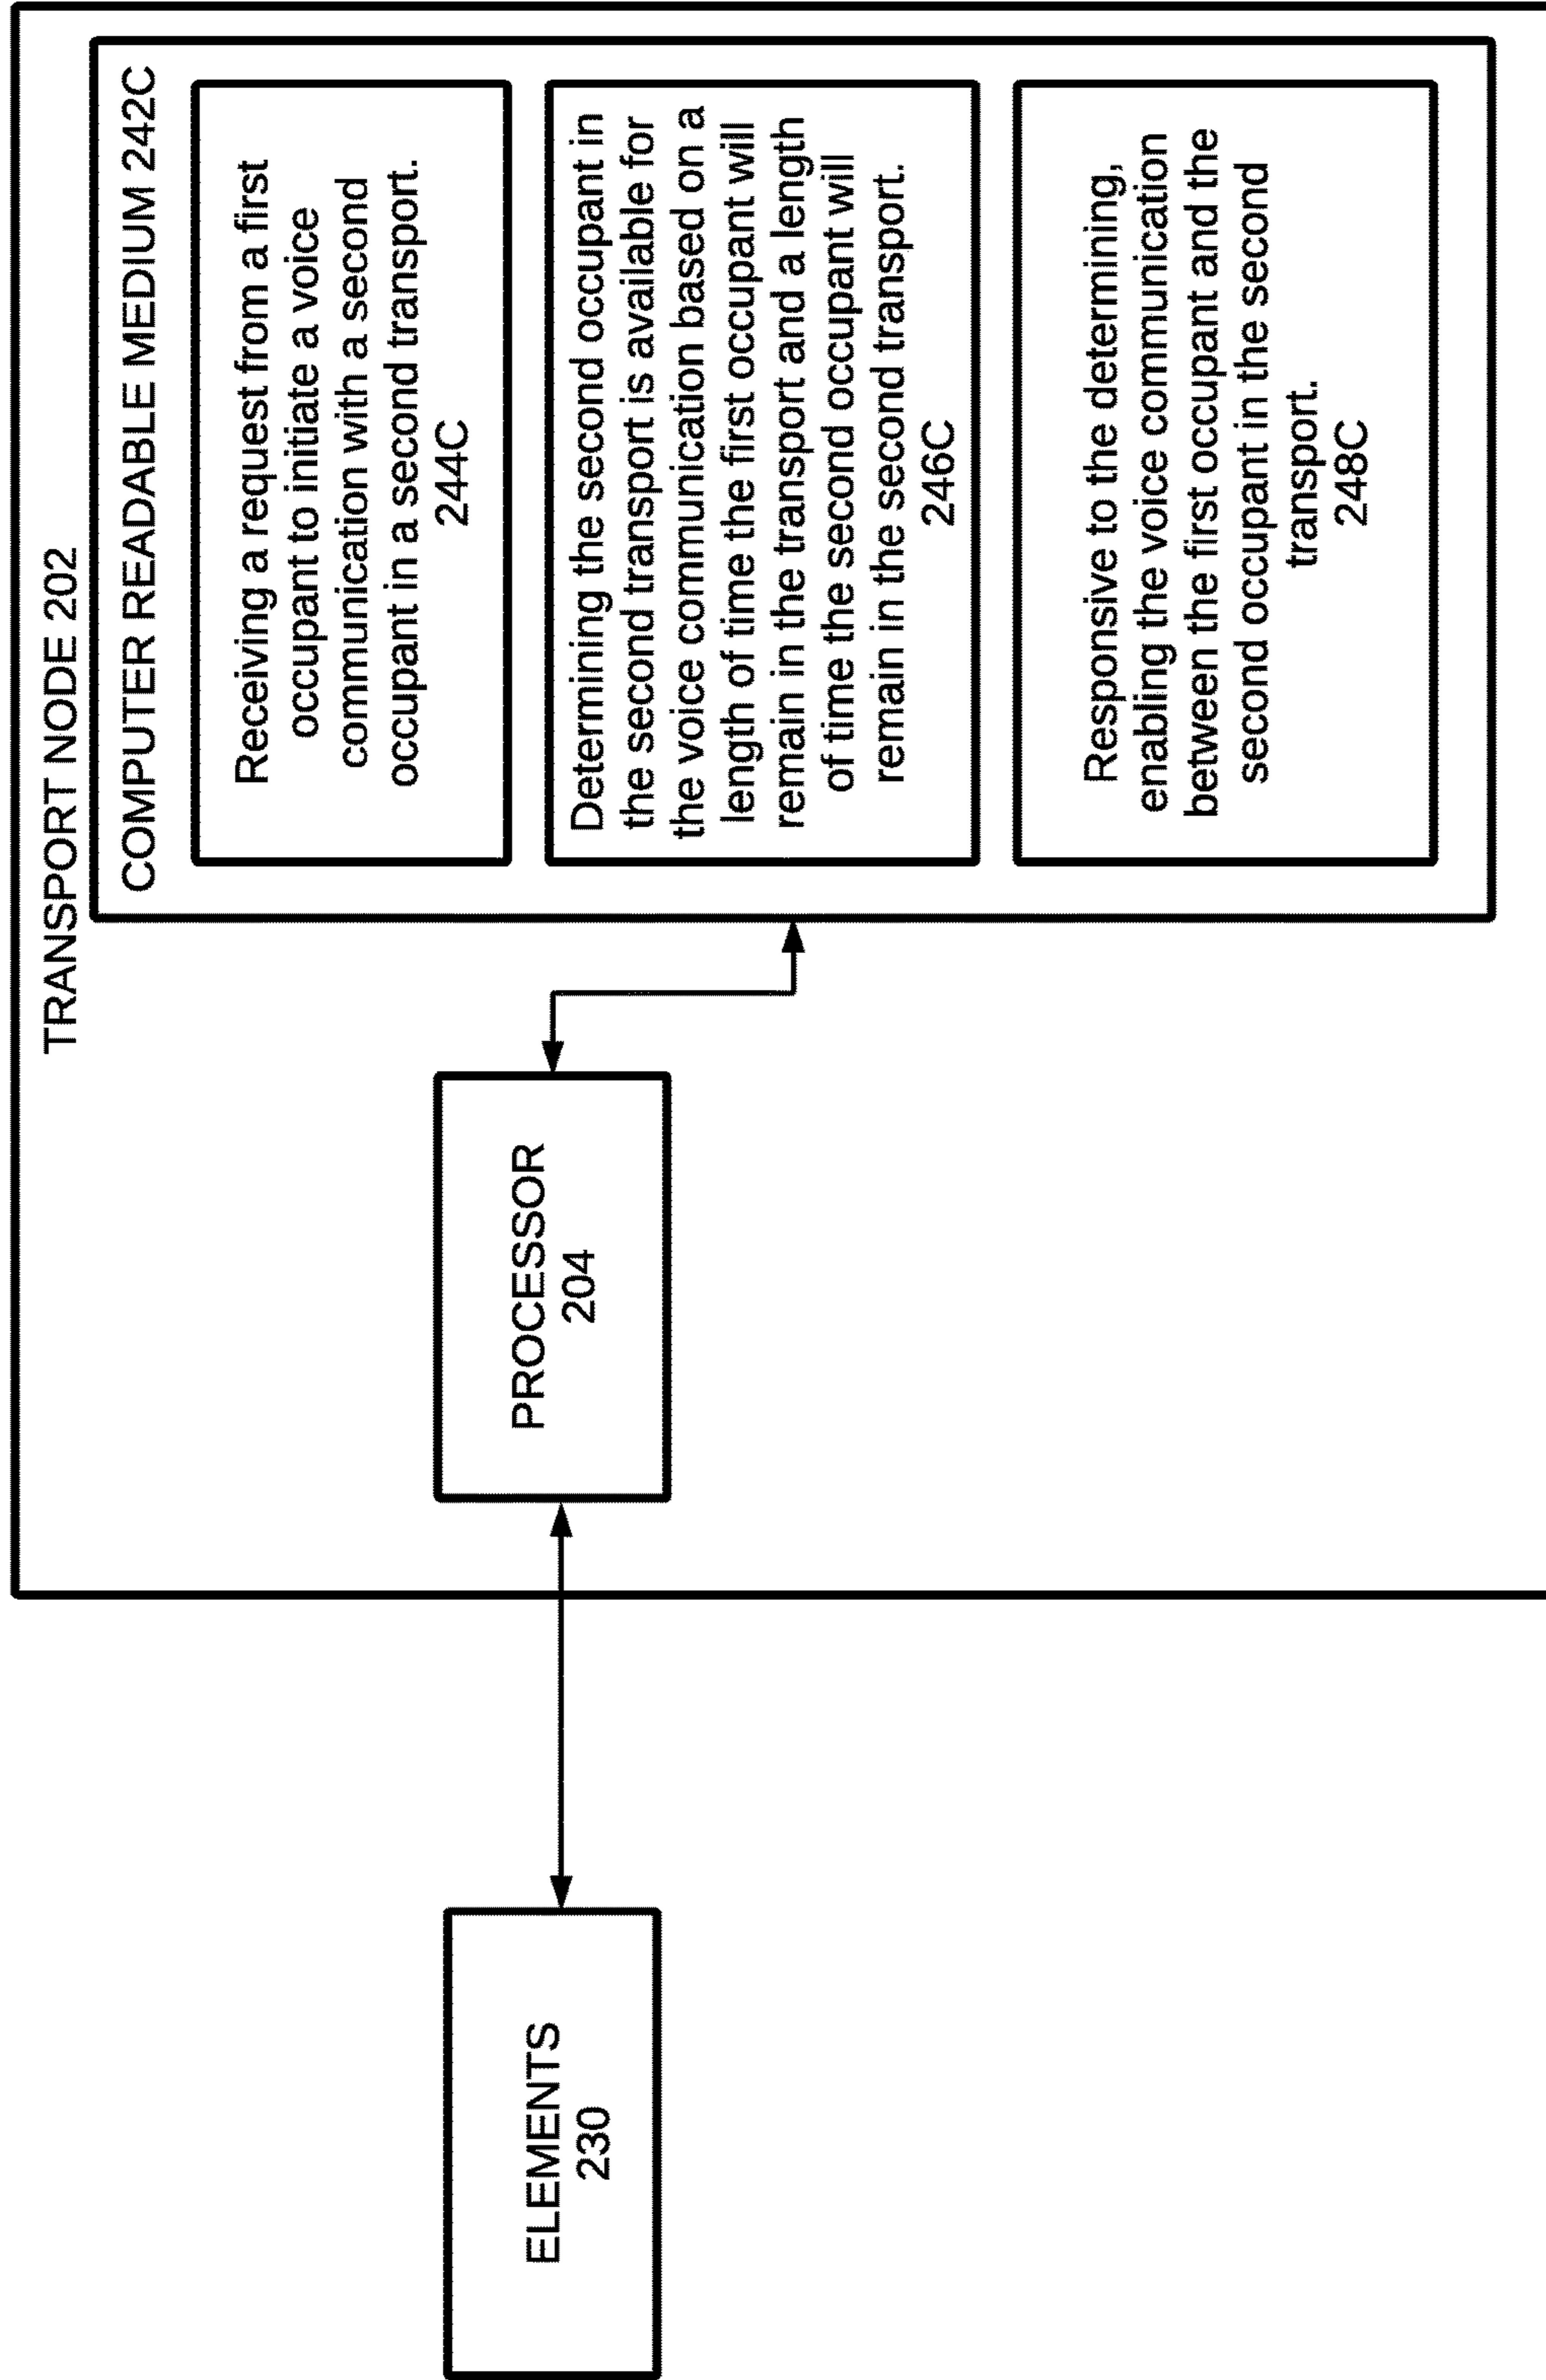 TRANSPORT NODE 202
COMPUTER READABLE MEDIUM 242C
Receiving a request from a first
occupant to initiate a voice
communication with a second
occupant in a second transport.
244C
Determining the second occupant in
the second transport is available for
the voice communication based on a
length of time the first occupant will
remain in the transport and a length
of time the second occupant will
remain in the second transport.
246C
Responsive to the determining,
enabling the voice communication
between the first occupant and the
second occupant in the second
transport.
248C
PROCESSOR
204
ELEMENTS
230